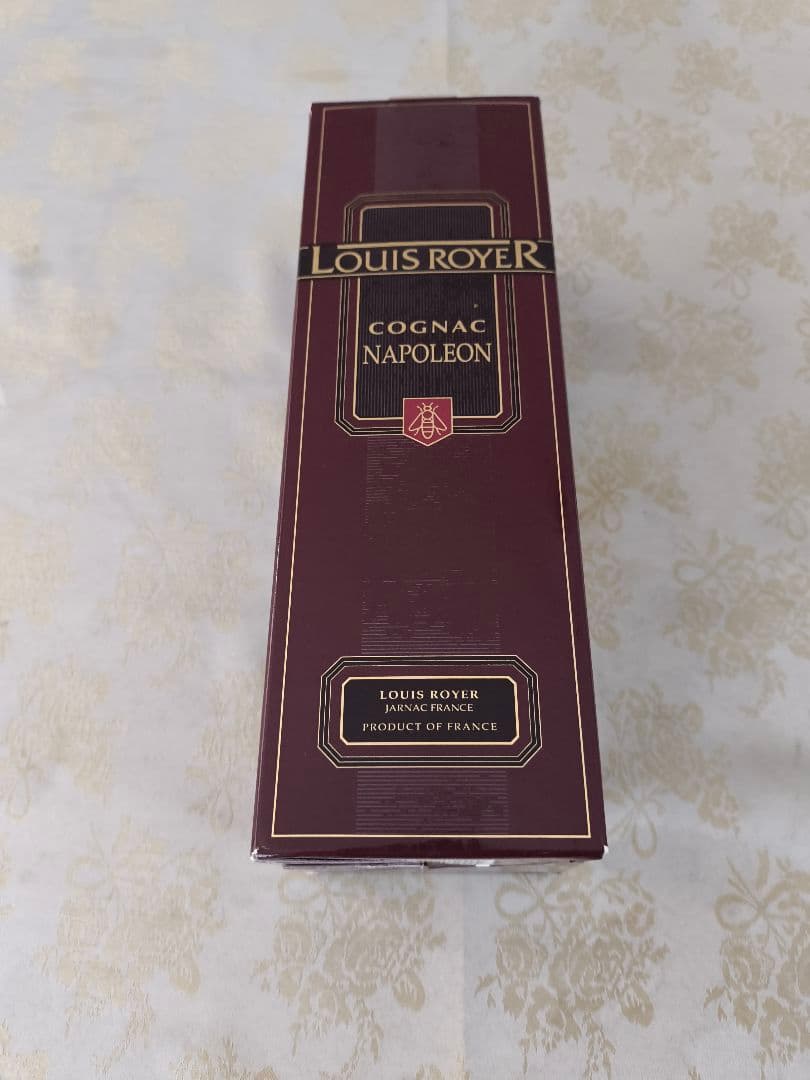 LOUIS ROYER
COGNAC
NAPOLEON
LOUIS ROYER
JARNAC FRANCE
PRODUCT OF FRANCE